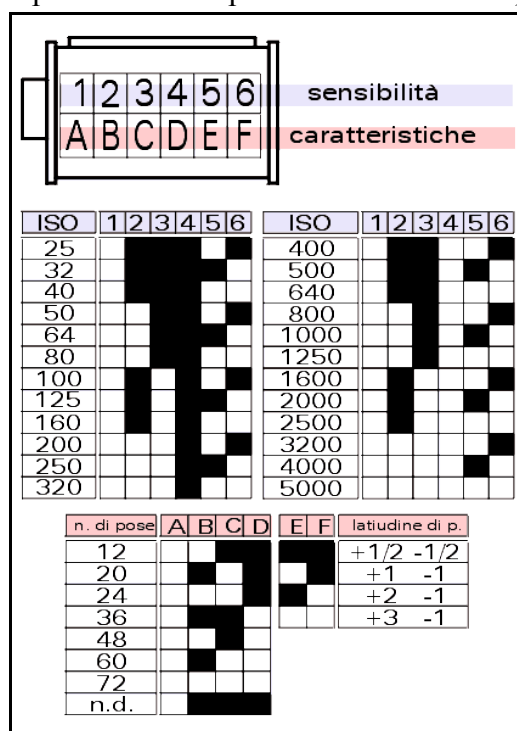 1 2 3 4 5 6 sensibilità
A B C D E F caratteristiche
ISO 1 2 3 4 5 6 ISO 1 2 3 4 5 6
25 400
32 500
40 640
50 800
64 1000
80 1250
100 1600
125 2000
160 2500
200 3200
250 4000
320 5000
n. di pose A B C D E F latiudine di p.
12 +1/2 -1/2
20 +1 -1
24 +2 -1
36 +3 -1
48
60
72
n.d.